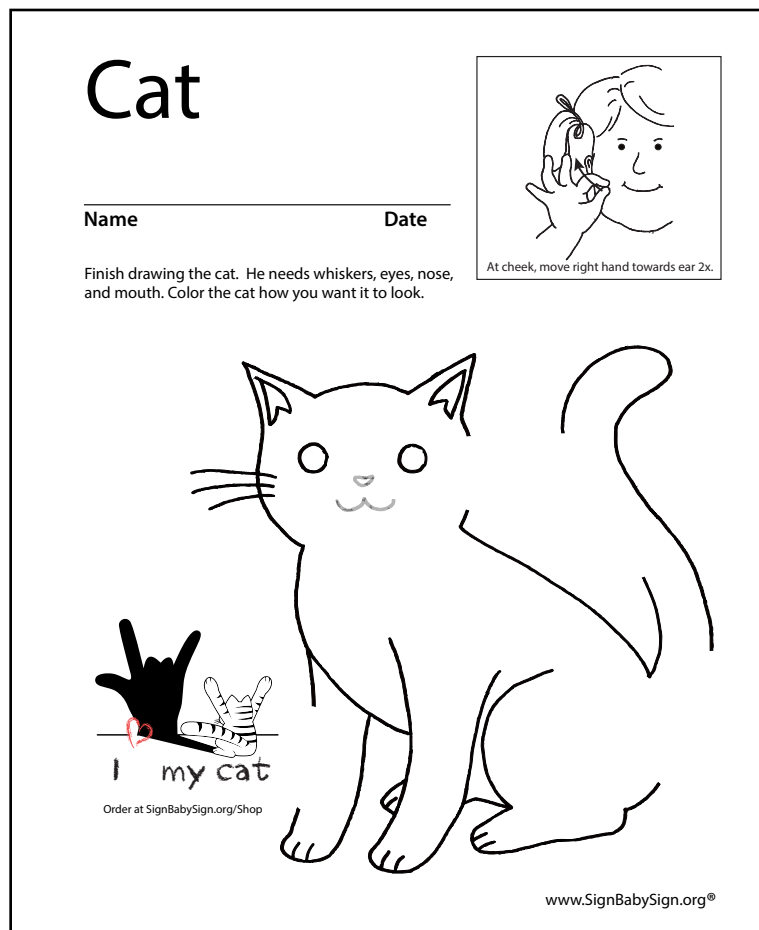 Cat
Name Date
At cheek, move right hand towards ear 2x.
Finish drawing the cat.  He needs whiskers, eyes, nose,
and mouth. Color the cat how you want it to look.
I my cat
Order at SignBabySign.org/Shop
www.SignBabySign.org®